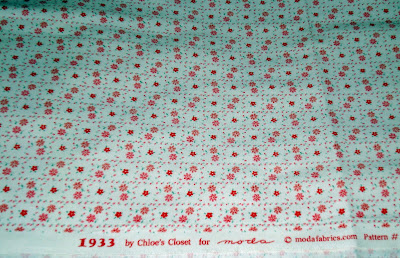 1933 by Chloe's Closet for moda © modafabrics.com Pattern #